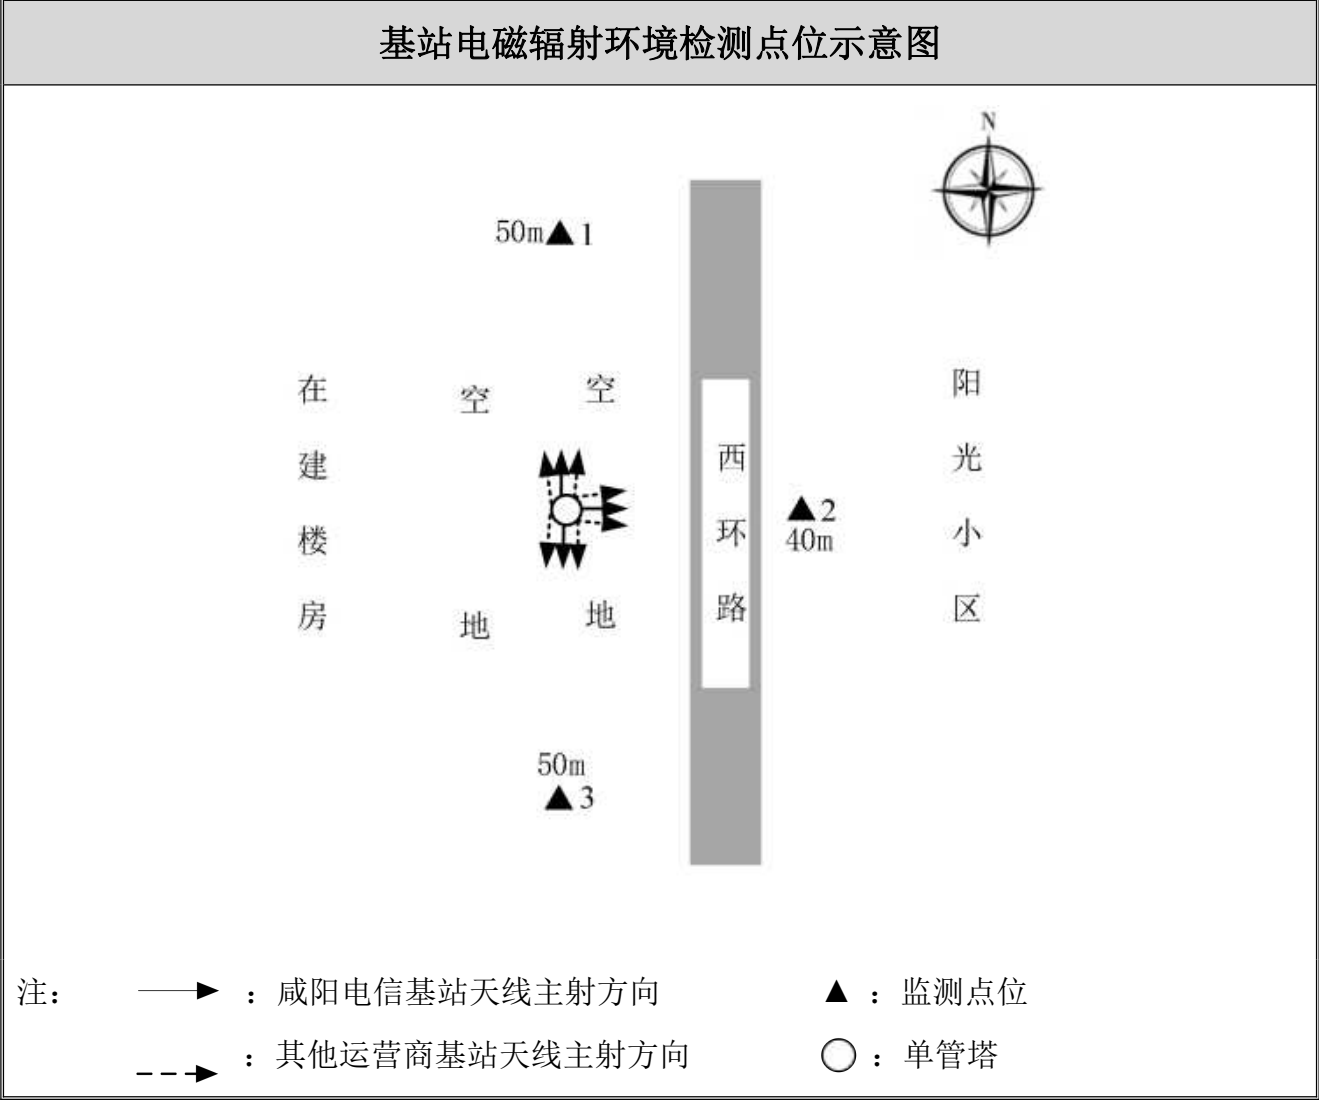 基站电磁辐射环境检测点位示意图
N
50m▲1
在建楼房
空地
空地
西环路
▲2
40m
阳光小区
50m
▲3
注：
：咸阳电信基站天线主射方向
▲：监测点位
：其他运营商基站天线主射方向
：单管塔